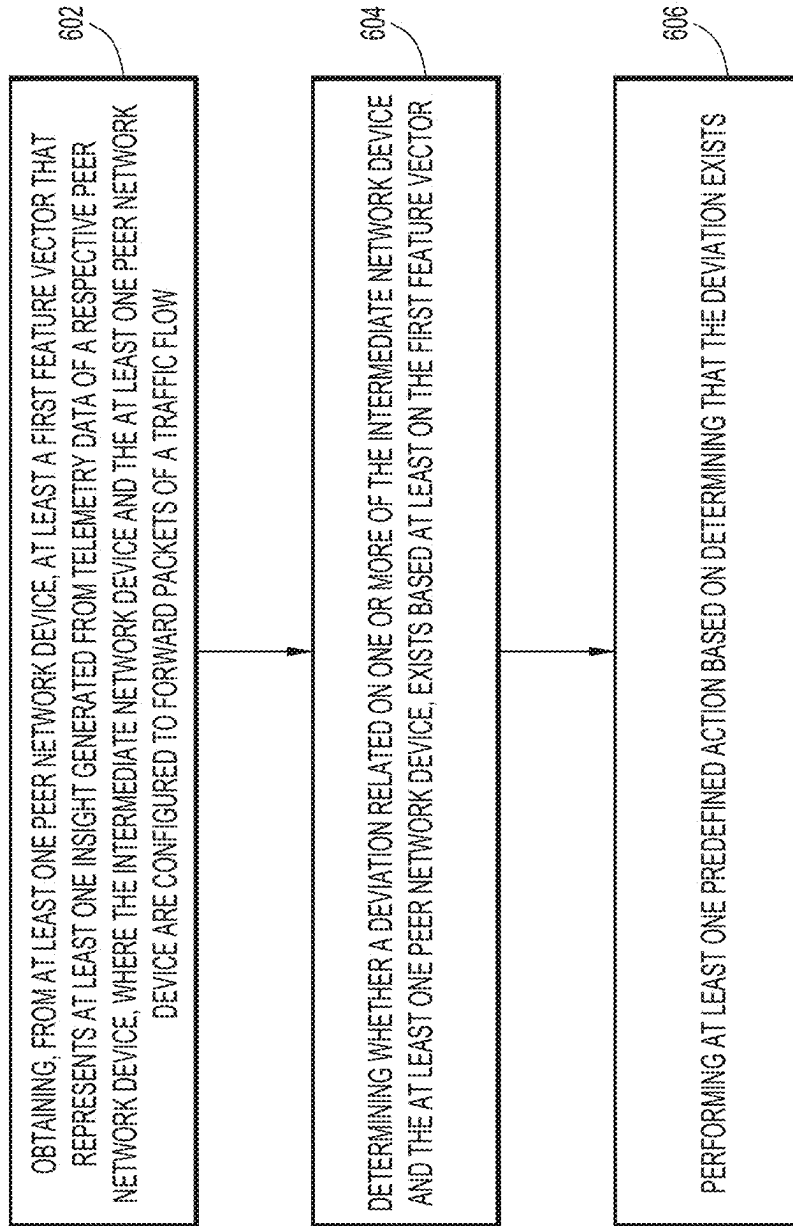 OBTAINING, FROM AT LEAST ONE PEER NETWORK DEVICE, AT LEAST A FIRST FEATURE VECTOR THAT
REPRESENTS AT LEAST ONE INSIGHT GENERATED FROM TELEMETRY DATA OF A RESPECTIVE PEER
NETWORK DEVICE, WHERE THE INTERMEDIATE NETWORK DEVICE AND THE AT LEAST ONE PEER NETWORK
DEVICE ARE CONFIGURED TO FORWARD PACKETS OF A TRAFFIC FLOW
602
DETERMINING WHETHER A DEVIATION RELATED ON ONE OR MORE OF THE INTERMEDIATE NETWORK DEVICE
AND THE AT LEAST ONE PEER NETWORK DEVICE, EXISTS BASED AT LEAST ON THE FIRST FEATURE VECTOR
604
PERFORMING AT LEAST ONE PREDEFINED ACTION BASED ON DETERMINING THAT THE DEVIATION EXISTS
606